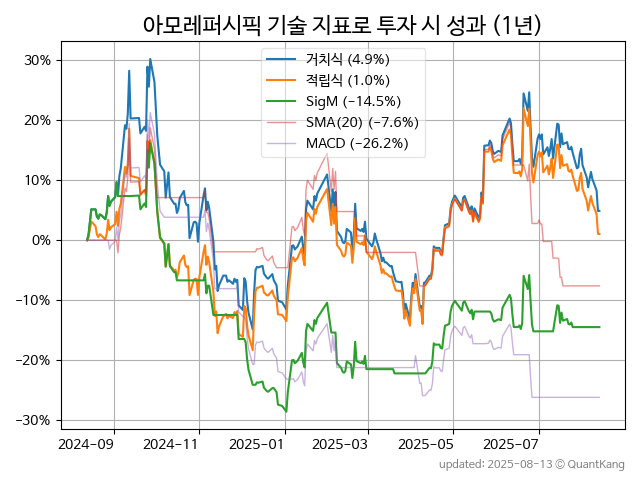 아모레퍼시픽 기술 지표로 투자 시 성과 (1년)
거치식 (4.9%)
적립식 (1.0%)
SigM (−14.5%)
SMA(20) (−7.6%)
MACD (−26.2%)
30%
20%
10%
0%
−10%
−20%
−30%
2024−09 2024−11 2025−01 2025−03 2025−05 2025−07
updated: 2025-08-13 ⓒ QuantKang